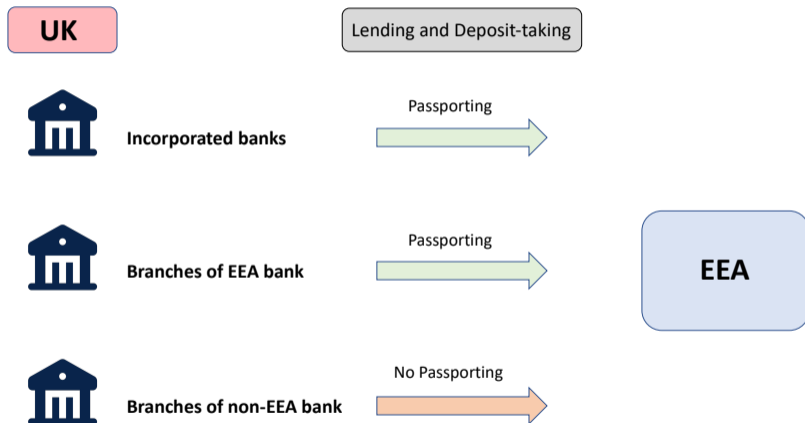 UK
Lending and Deposit-taking
Passporting
Incorporated banks
Passporting
Branches of EEA bank
EEA
No Passporting
Branches of non-EEA bank